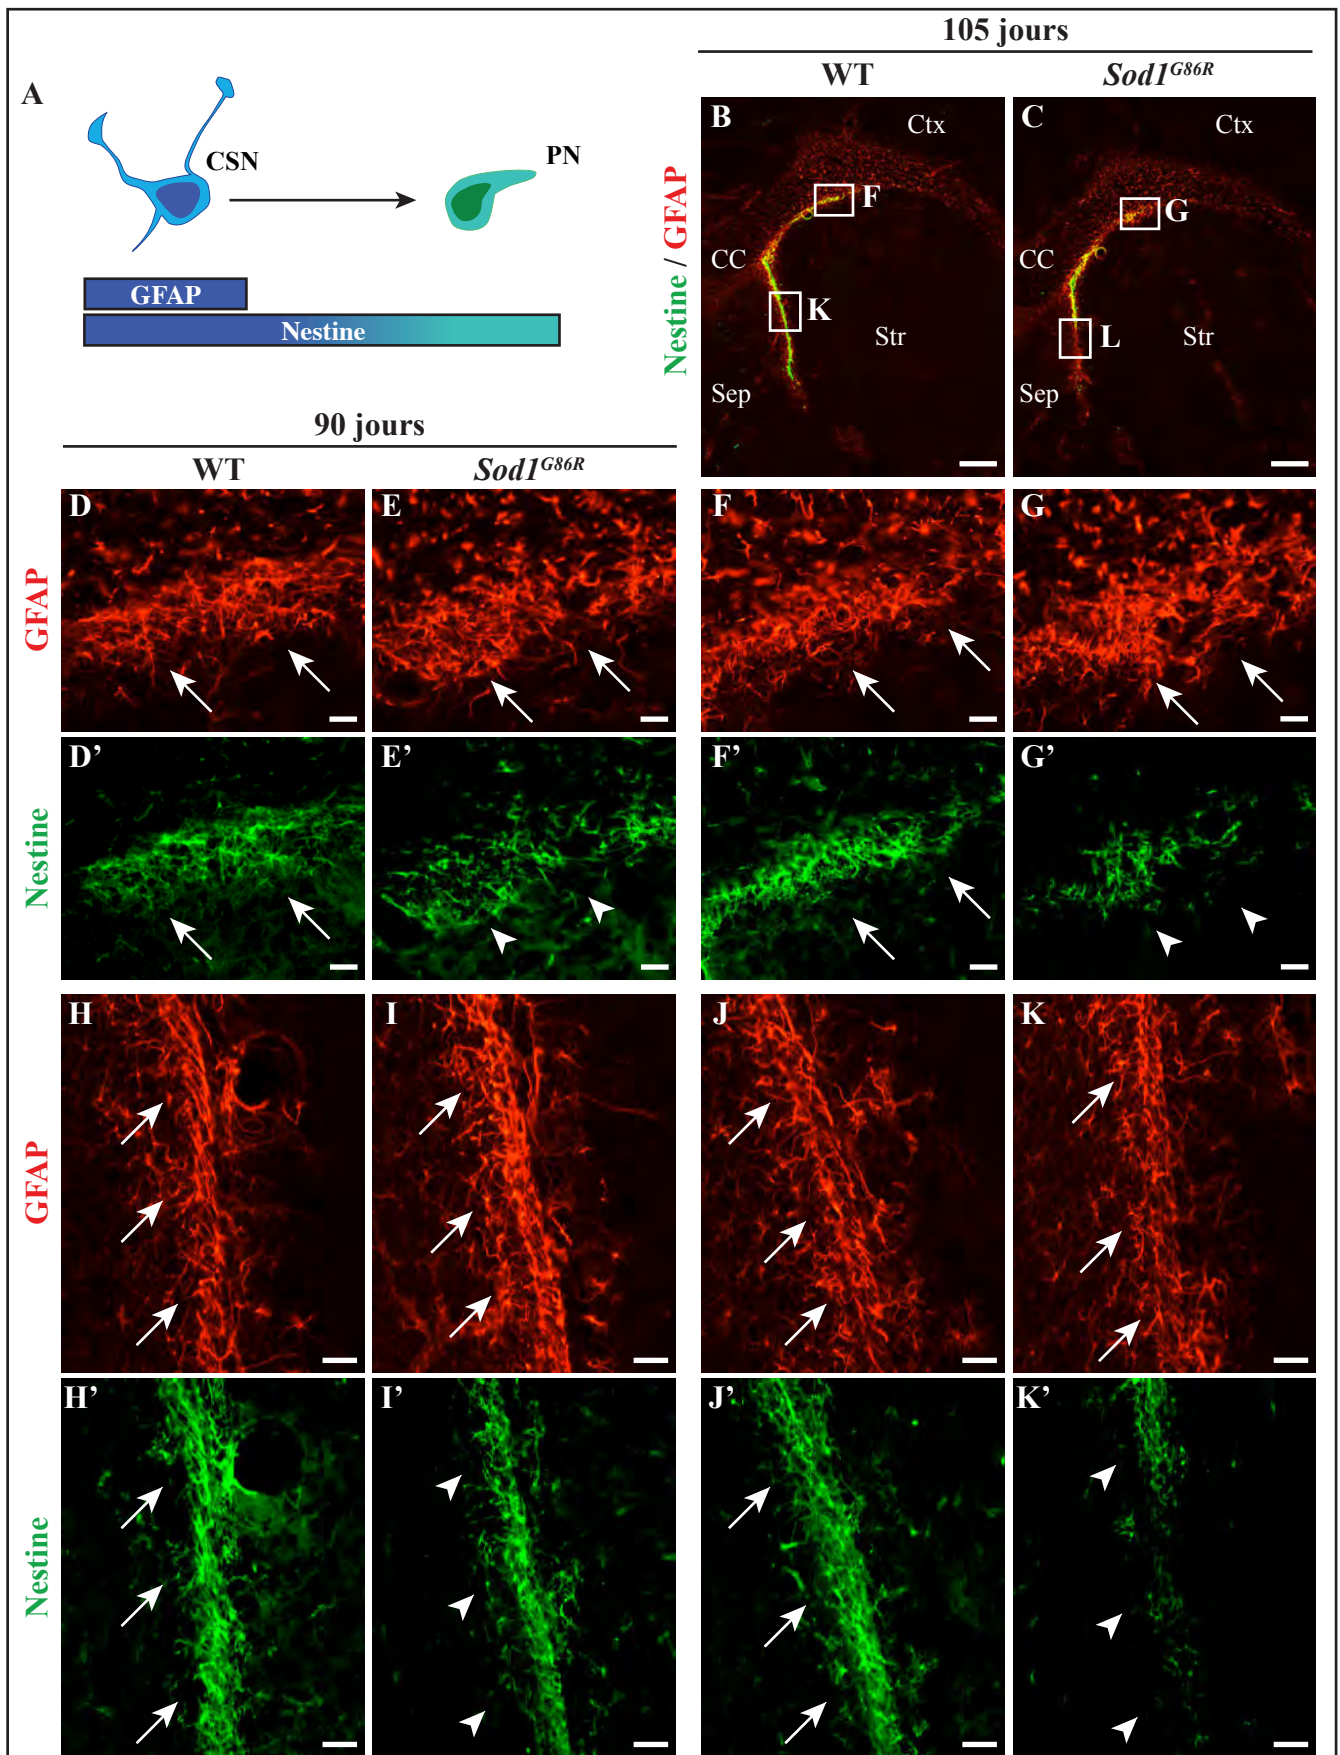 105 jours
WT
Sod1G86R
A
CSN
PN
GFAP
Nestine
Nestine / GFAP
B
Ctx
F
CC
K
Str
Sep
C
Ctx
G
CC
L
Str
Sep
90 jours
WT
Sod1G86R
GFAP
D
E
F
G
Nestine
D’
E’
F’
G’
GFAP
H
I
J
K
Nestine
H’
I’
J’
K’